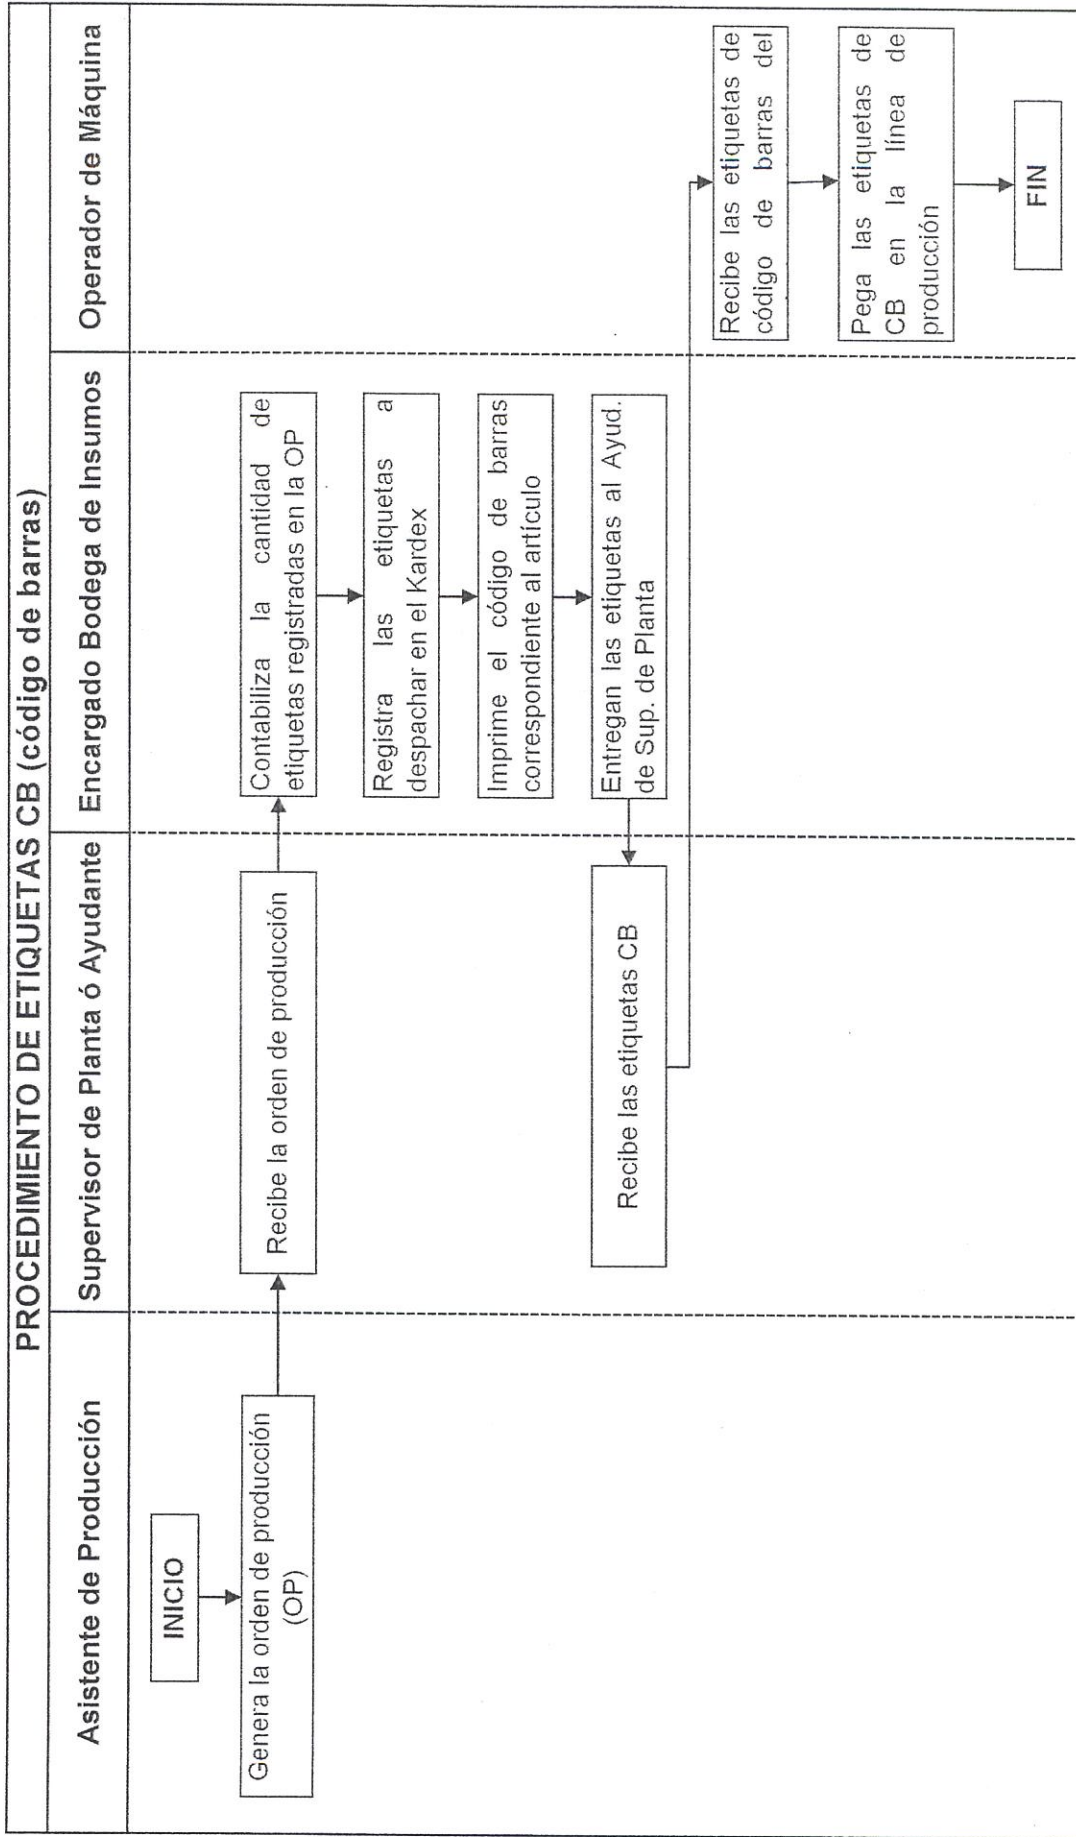 PROCEDIMIENTO DE ETIQUETAS CB (código de barras)
Asistente de Producción
Supervisor de Planta ó Ayudante
Encargado Bodega de Insumos
Operador de Máquina
INICIO
Genera la orden de producción
(OP)
Recibe la orden de producción
Contabiliza la cantidad de
etiquetas registradas en la OP
Registra las etiquetas a
despachar en el Kardex
Imprime el código de barras
correspondiente al artículo
Entregan las etiquetas al Ayud.
de Sup. de Planta
Recibe las etiquetas CB
Recibe las etiquetas de
código de barras del
Pega las etiquetas de
CB en la línea de
producción
FIN